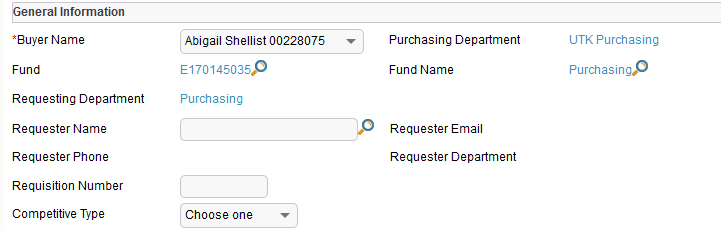 General Information
*Buyer Name Abigail Shellist 00228075 Purchasing Department UTK Purchasing
Fund E170145035 Fund Name Purchasing
Requesting Department Purchasing
Requester Name Requester Email
Requester Phone Requester Department
Requisition Number
Competitive Type Choose one